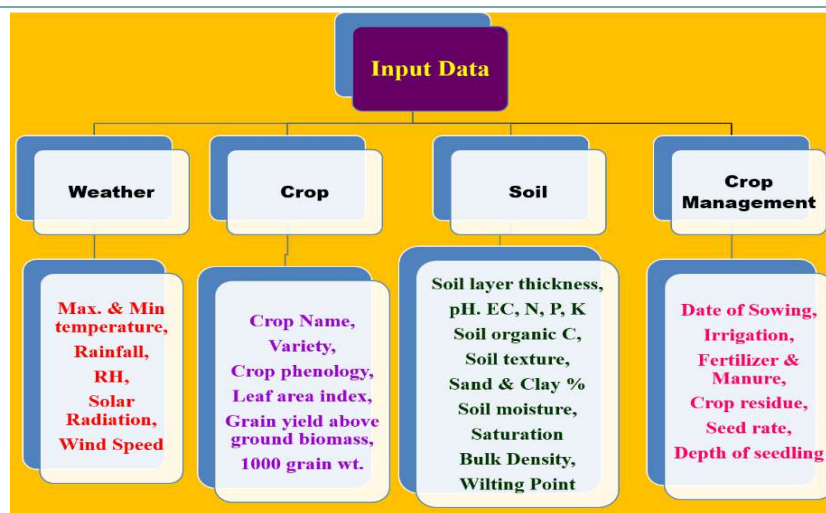 Input Data
Weather
Crop
Soil
Crop
Management
Max. & Min
temperature,
Rainfall,
RH,
Solar
Radiation,
Wind Speed
Crop Name,
Variety,
Crop phenology,
Leaf area index,
Grain yield above
ground biomass,
1000 grain wt.
Soil layer thickness,
pH. EC, N, P, K
Soil organic C,
Soil texture,
Sand & Clay %
Soil moisture,
Saturation
Bulk Density,
Wilting Point
Date of Sowing,
Irrigation,
Fertilizer &
Manure,
Crop residue,
Seed rate,
Depth of seedling